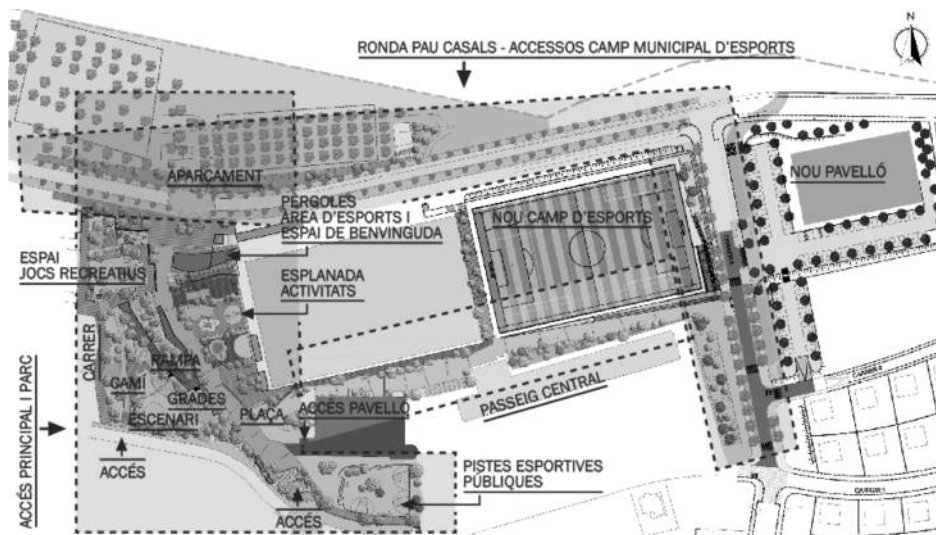 N
RONDA PAU CASALS - ACCESSOS CAMP MUNICIPAL D'ESPORTS
APARÇAMENT
NOU PAVELLÓ
PÈRGOLES
ÀREA D'ESPORTS I
ESPAI DE BENVINGUDA
NOU CAMP D'ESPORTS
ESPAI
JOCS RECREATIUS
ESPLANADA
ACTIVITATS
CARRER
RAMPA
CAMÍ
GRADES
ESCENARI
PLAÇA
ACCÉS PAVELLÓ
PASSEIG CENTRAL
ACCÉS PRINCIPAL I PARC
ACCÉS
ACCÉS
PISTES ESPORTIVES
PÚBLIQUES